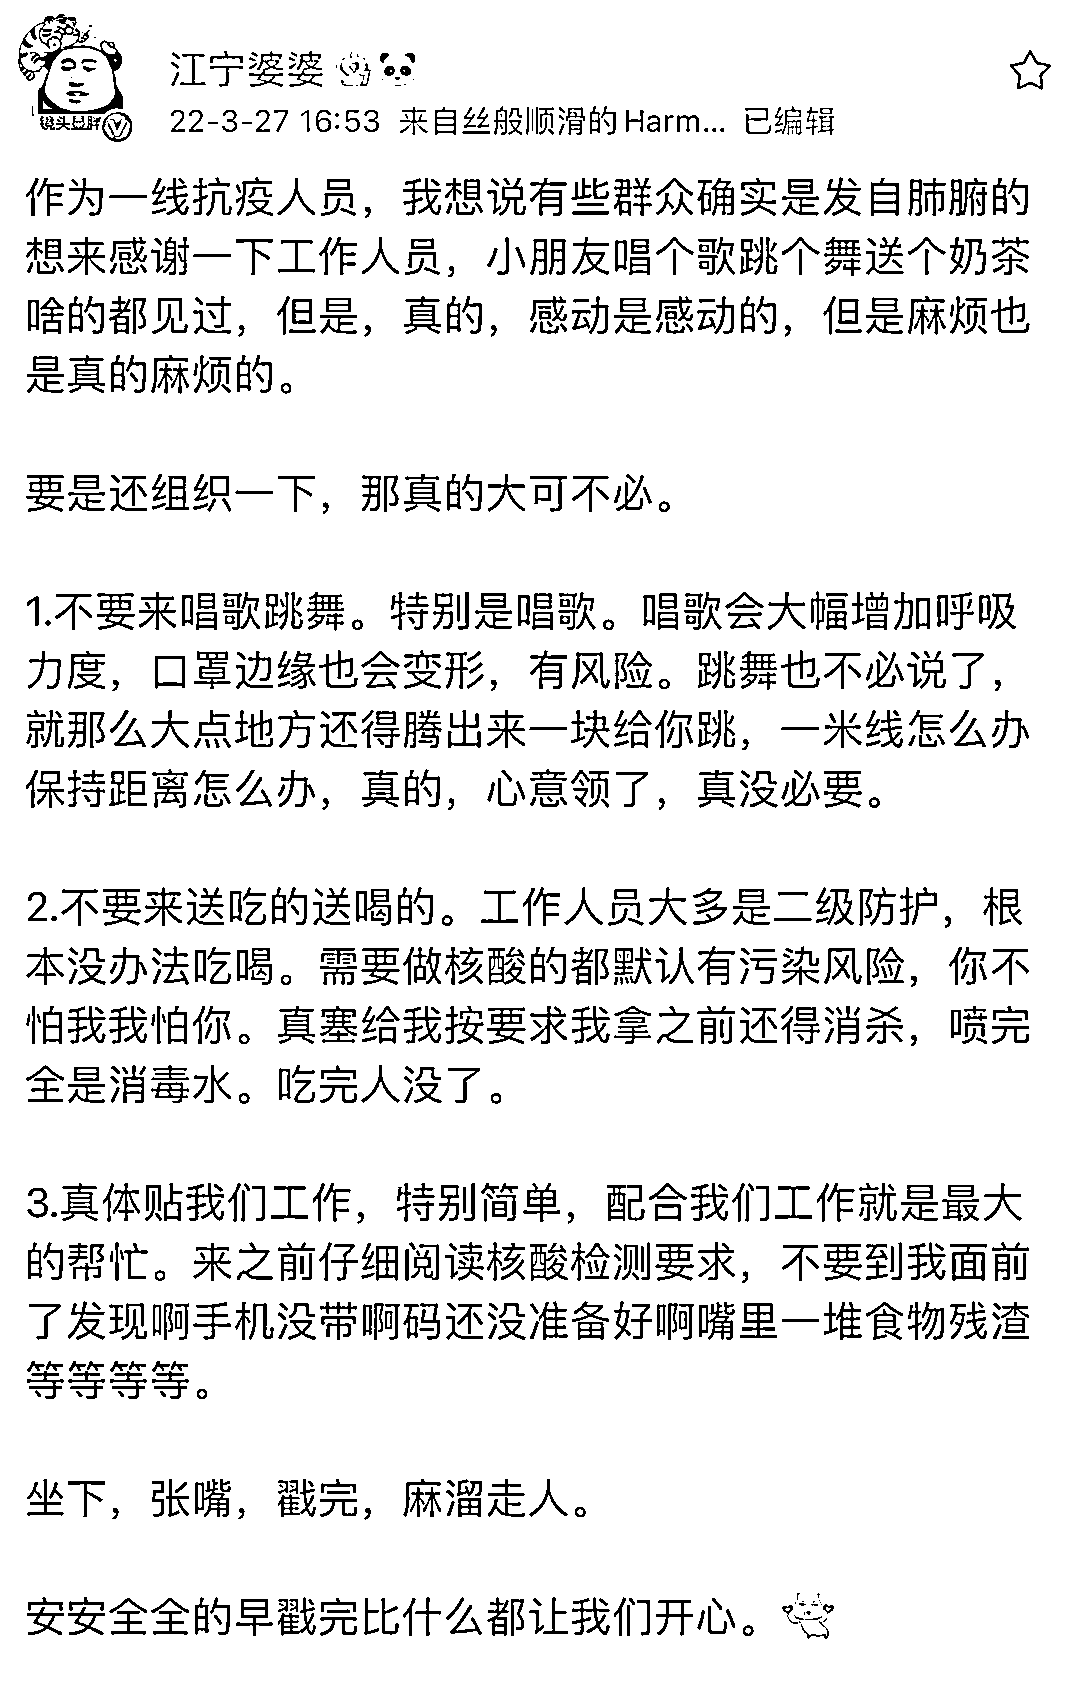 江宁婆婆
22-3-27 16:53 来自丝般顺滑的Harm... 已编辑
镜头显胖
作为一线抗疫人员，我想说有些群众确实是发自肺腑的
想来感谢一下工作人员，小朋友唱个歌跳个舞送个奶茶
啥的都见过，但是，真的，感动是感动的，但是麻烦也
是真的麻烦的。
要是还组织一下，那真的大可不必。
1.不要来唱歌跳舞。特别是唱歌。唱歌会大幅增加呼吸
力度，口罩边缘也会变形，有风险。跳舞也不必说了，
就那么大点地方还得腾出来一块给你跳，一米线怎么办
保持距离怎么办，真的，心意领了，真没必要。
2.不要来送吃的送喝的。工作人员大多是二级防护，根
本没办法吃喝。需要做核酸的都默认有污染风险，你不
怕我我怕你。真塞给我按要求我拿之前还得消杀，喷完
全是消毒水。吃完人没了。
3.真体贴我们工作，特别简单，配合我们工作就是最大
的帮忙。来之前仔细阅读核酸检测要求，不要到我面前
了发现啊手机没带啊码还没准备好啊嘴里一堆食物残渣
等等等等。
坐下，张嘴，戳完，麻溜走人。
安安全全的早戳完比什么都让我们开心。